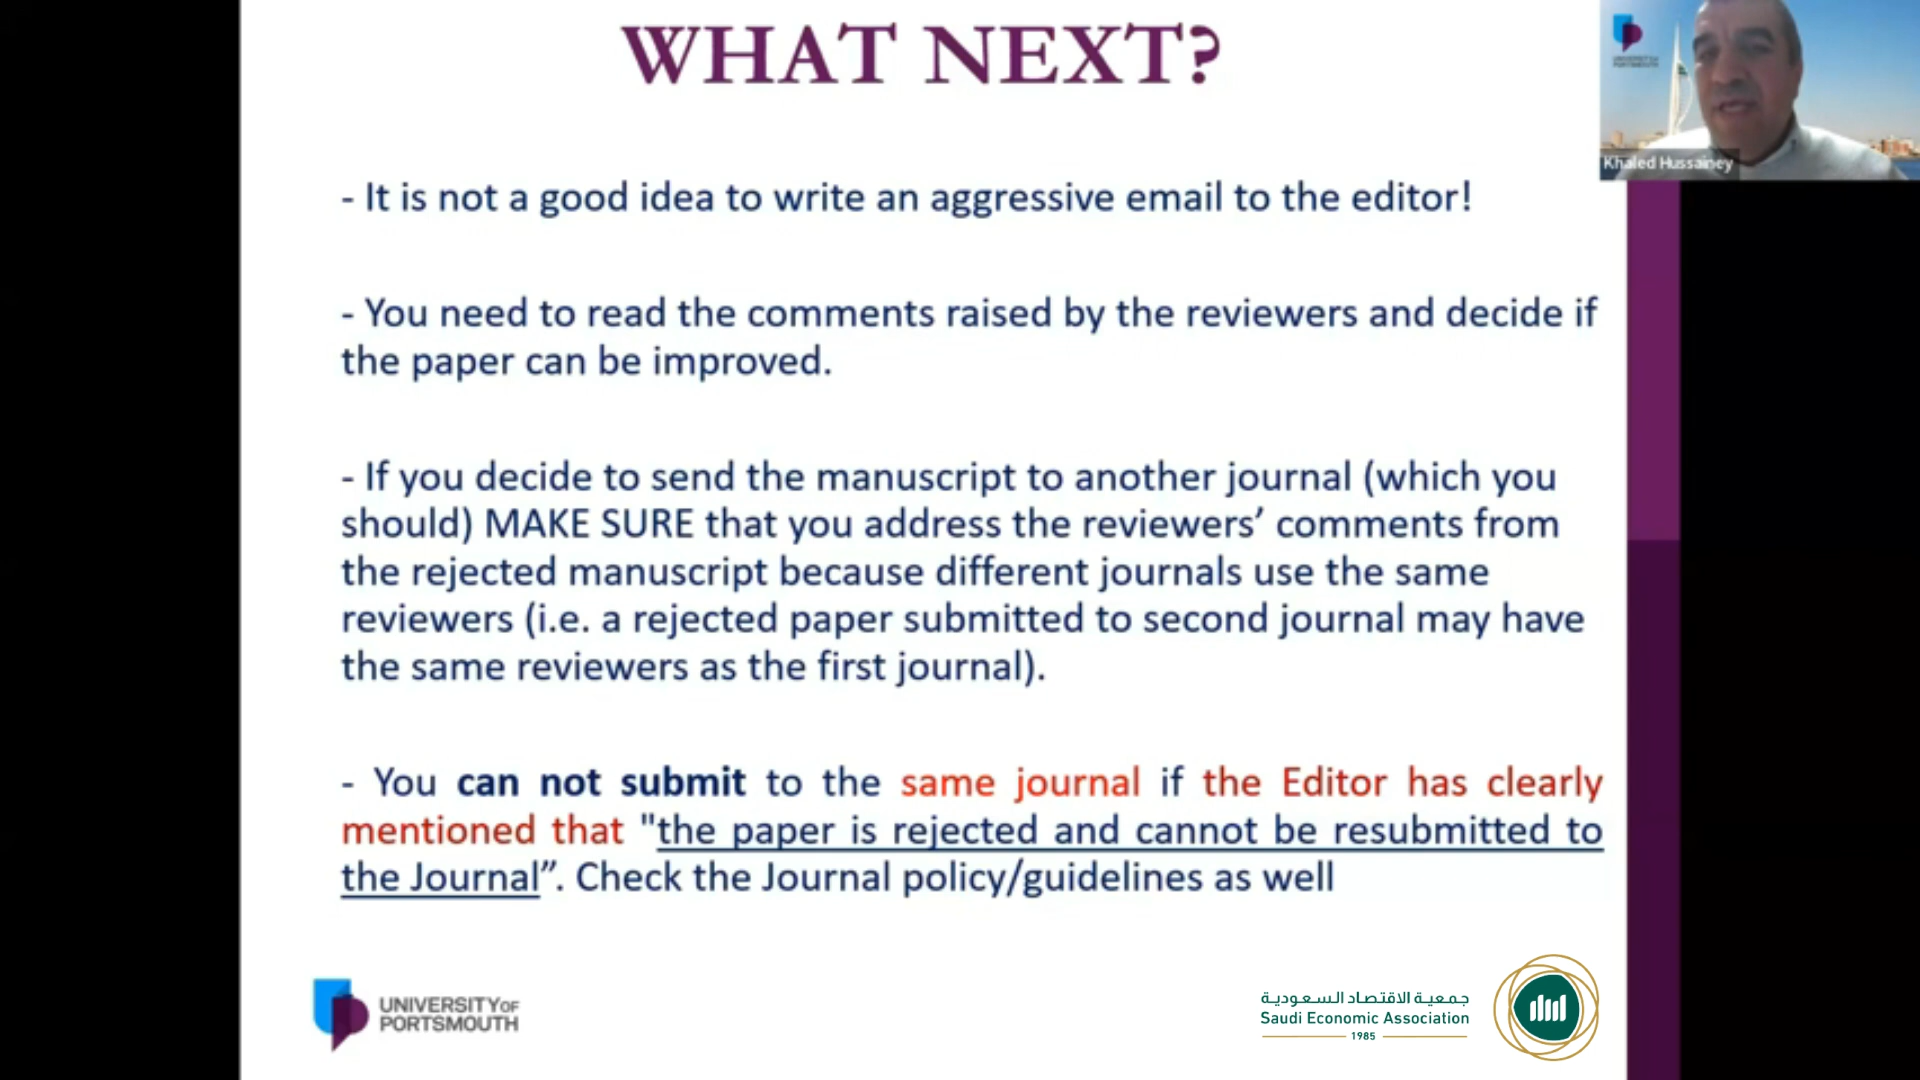 WHAT NEXT?
Khaled Hussainey
- It is not a good idea to write an aggressive email to the editor!
- You need to read the comments raised by the reviewers and decide if
the paper can be improved.
- If you decide to send the manuscript to another journal (which you
should) MAKE SURE that you address the reviewers’ comments from
the rejected manuscript because different journals use the same
reviewers (i.e. a rejected paper submitted to second journal may have
the same reviewers as the first journal).
- You can not submit to the same journal if the Editor has clearly
mentioned that "the paper is rejected and cannot be resubmitted to
the Journal”. Check the Journal policy/guidelines as well
UNIVERSITY OF
PORTSMOUTH
جمعية الاقتصاد السعودية
Saudi Economic Association
1985